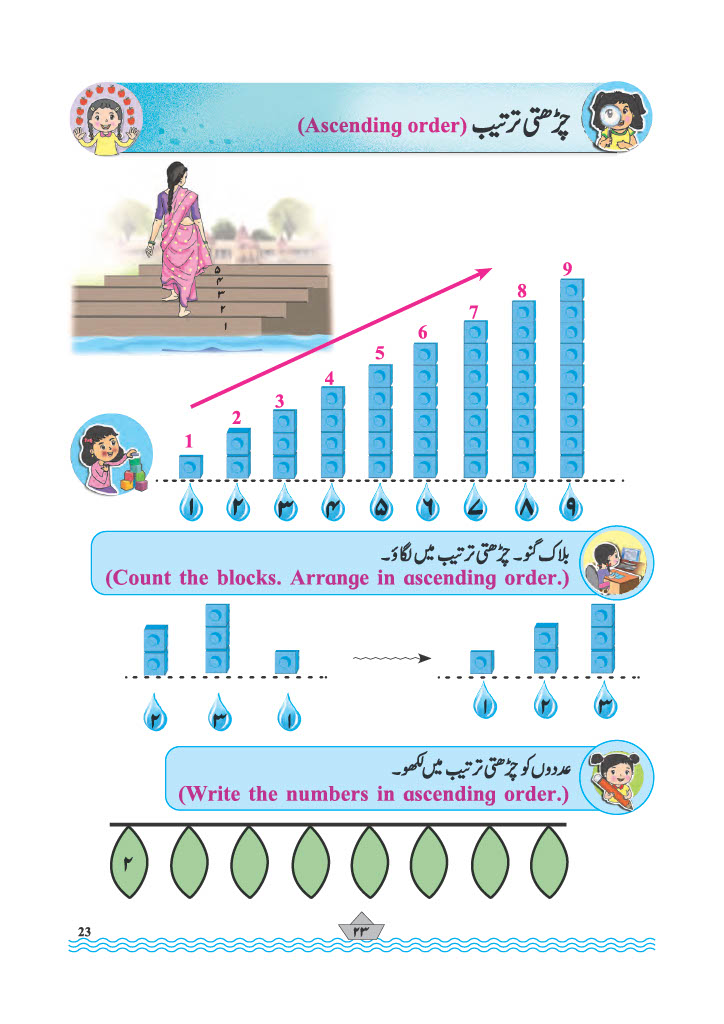 چڑھتی ترتیب (Ascending order)
۵
۴
۳
۲
۱
1 2 3 4 5 6 7 8 9
۱ ۲ ۳ ۴ ۵ ۶ ۷ ۸ ۹
بلاک گنو۔ چڑھتی ترتیب میں لگاؤ۔
(Count the blocks. Arrange in ascending order.)
۲ ۳ ۱ ۱ ۲ ۳
عددوں کو چڑھتی ترتیب میں لکھو۔
(Write the numbers in ascending order.)
۲
23 ۲۳